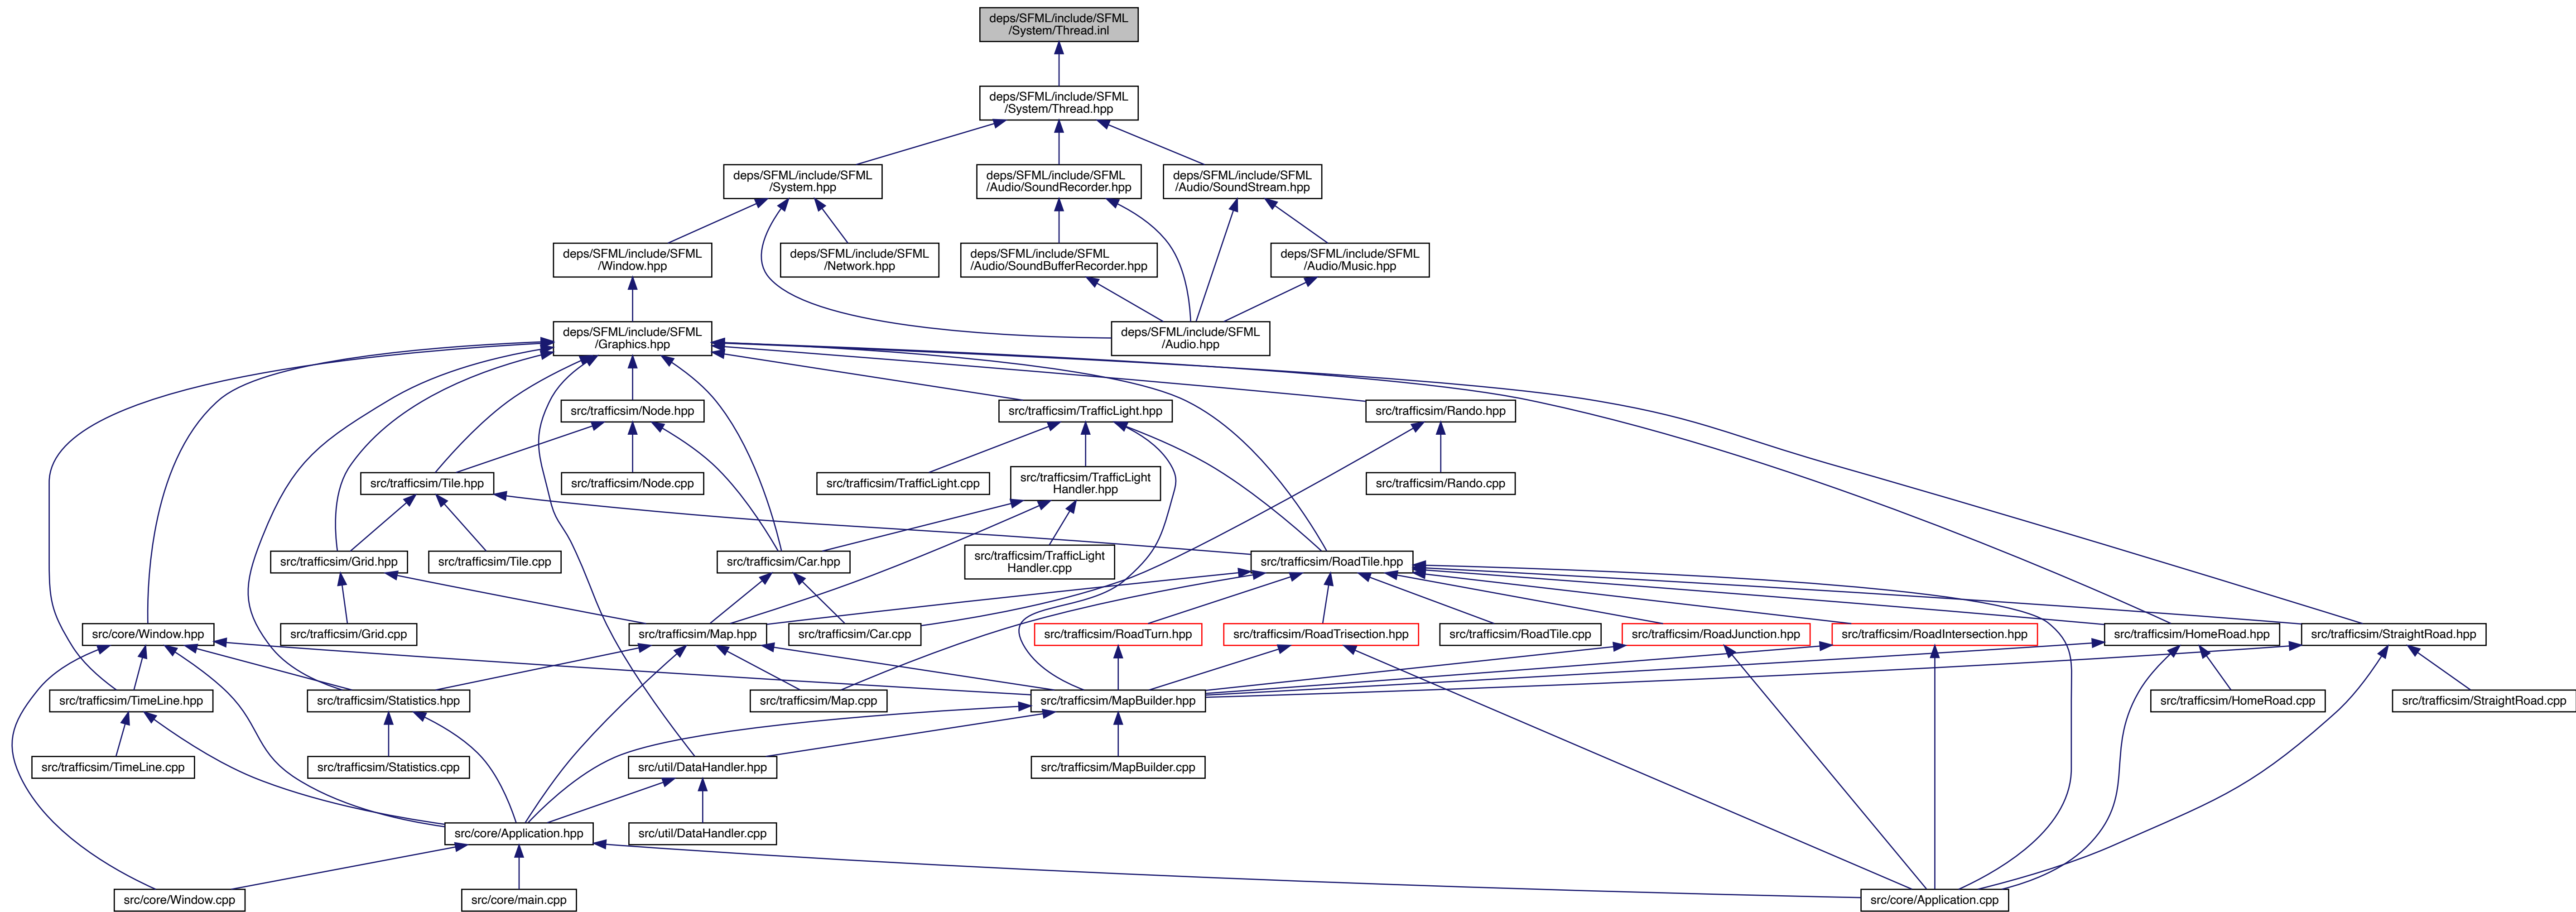 deps/SFML/include/SFML
/System/Thread.inl
deps/SFML/include/SFML
/System/Thread.hpp
deps/SFML/include/SFML
/System.hpp
deps/SFML/include/SFML
/Audio/SoundRecorder.hpp
deps/SFML/include/SFML
/Audio/SoundStream.hpp
deps/SFML/include/SFML
/Window.hpp
deps/SFML/include/SFML
/Network.hpp
deps/SFML/include/SFML
/Audio/SoundBufferRecorder.hpp
deps/SFML/include/SFML
/Audio/Music.hpp
deps/SFML/include/SFML
/Graphics.hpp
deps/SFML/include/SFML
/Audio.hpp
src/trafficsim/Node.hpp
src/trafficsim/TrafficLight.hpp
src/trafficsim/Rando.hpp
src/trafficsim/Tile.hpp
src/trafficsim/Node.cpp
src/trafficsim/TrafficLight.cpp
src/trafficsim/TrafficLight
Handler.hpp
src/trafficsim/Rando.cpp
src/trafficsim/Grid.hpp
src/trafficsim/Tile.cpp
src/trafficsim/Car.hpp
src/trafficsim/TrafficLight
Handler.cpp
src/trafficsim/RoadTile.hpp
src/core/Window.hpp
src/trafficsim/Grid.cpp
src/trafficsim/Map.hpp
src/trafficsim/Car.cpp
src/trafficsim/RoadTurn.hpp
src/trafficsim/RoadTrisection.hpp
src/trafficsim/RoadTile.cpp
src/trafficsim/RoadJunction.hpp
src/trafficsim/RoadIntersection.hpp
src/trafficsim/HomeRoad.hpp
src/trafficsim/StraightRoad.hpp
src/trafficsim/TimeLine.hpp
src/trafficsim/Statistics.hpp
src/trafficsim/Map.cpp
src/trafficsim/MapBuilder.hpp
src/trafficsim/HomeRoad.cpp
src/trafficsim/StraightRoad.cpp
src/trafficsim/TimeLine.cpp
src/trafficsim/Statistics.cpp
src/util/DataHandler.hpp
src/trafficsim/MapBuilder.cpp
src/core/Application.hpp
src/util/DataHandler.cpp
src/core/Window.cpp
src/core/main.cpp
src/core/Application.cpp